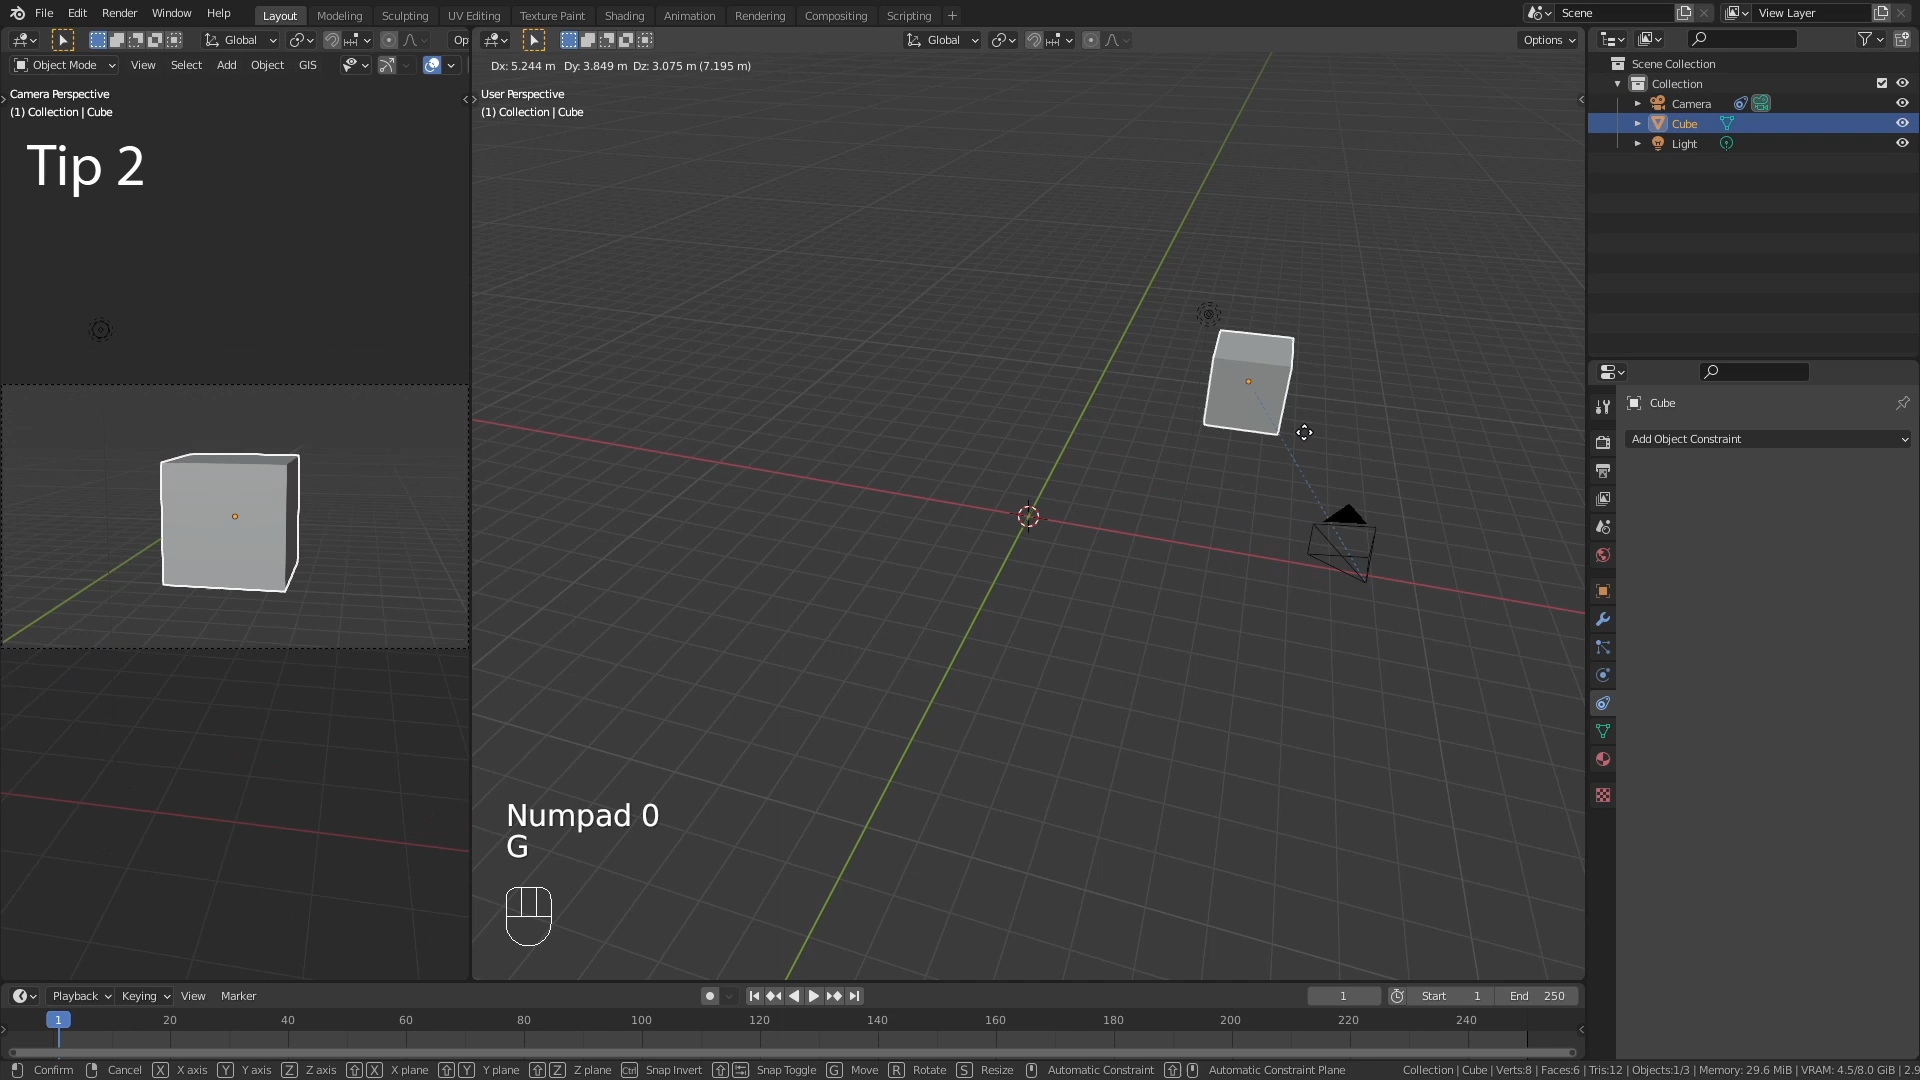 File Edit Render Window Help Layout Modeling Sculpting UV Editing Texture Paint Shading Animation Rendering Compositing Scripting + Scene View Layer
Global Op Global Options
Object Mode View Select Add Object GIS Dx: 5.244 m Dy: 3.849 m Dz: 3.075 m (7.195 m)
Camera Perspective
(1) Collection | Cube
User Perspective
(1) Collection | Cube
Tip 2
Scene Collection
Collection
Camera
Cube
Light
Cube
Add Object Constraint
Numpad 0
G
Playback Keying View Marker 1 Start 1 End 250
1 20 40 60 80 100 120 140 160 180 200 220 240
Confirm Cancel X X axis Y Y axis Z Z axis X X plane Y Y plane Z Z plane Ctrl Snap Invert Snap Toggle G Move R Rotate S Resize Automatic Constraint Automatic Constraint Plane Collection | Cube | Verts:8 | Faces:6 | Tris:12 | Objects:1/3 | Memory: 29.6 MiB | VRAM: 4.5/8.0 GiB | 2.9